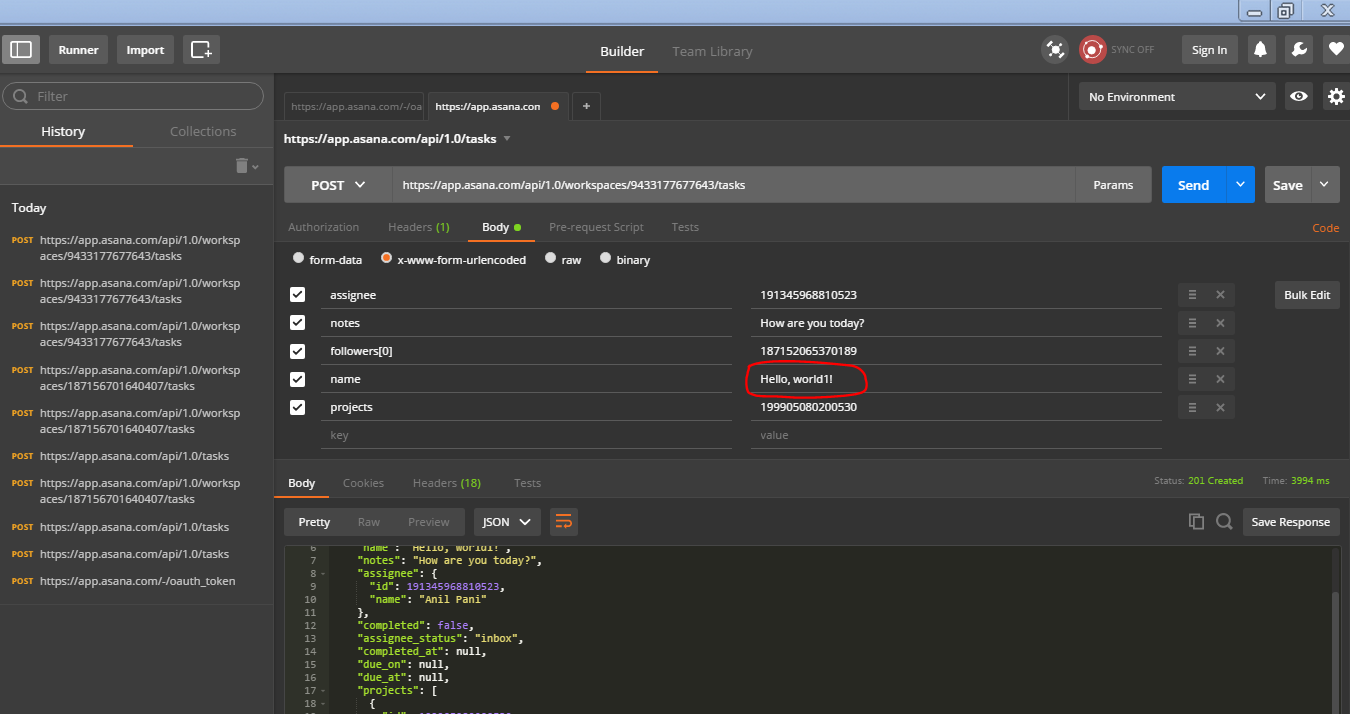 Runner
Import
Builder
Team Library
SYNC OFF
Sign In
Filter
History
Collections
https://app.asana.com/-/oa
https://app.asana.con
+
No Environment
https://app.asana.com/api/1.0/tasks
POST
https://app.asana.com/api/1.0/workspaces/9433177677643/tasks
Params
Send
Save
Today
POST https://app.asana.com/api/1.0/worksp
aces/9433177677643/tasks
POST https://app.asana.com/api/1.0/worksp
aces/9433177677643/tasks
POST https://app.asana.com/api/1.0/worksp
aces/9433177677643/tasks
POST https://app.asana.com/api/1.0/worksp
aces/187156701640407/tasks
POST https://app.asana.com/api/1.0/worksp
aces/187156701640407/tasks
POST https://app.asana.com/api/1.0/tasks
POST https://app.asana.com/api/1.0/worksp
aces/187156701640407/tasks
POST https://app.asana.com/api/1.0/tasks
POST https://app.asana.com/api/1.0/tasks
POST https://app.asana.com/-/oauth_token
Authorization
Headers (1)
Body
Pre-request Script
Tests
Code
form-data
x-www-form-urlencoded
raw
binary
assignee 191345968810523
Bulk Edit
notes How are you today?
followers[0] 187152065370189
name Hello, world1!
projects 199905080200530
key value
Body
Cookies
Headers (18)
Tests
Status: 201 Created
Time: 3994 ms
Pretty
Raw
Preview
JSON
Save Response
6 "name": "Hello, world1!",
7 "notes": "How are you today?",
8 "assignee": {
9 "id": 191345968810523,
10 "name": "Anil Pani"
11 },
12 "completed": false,
13 "assignee_status": "inbox",
14 "completed_at": null,
15 "due_on": null,
16 "due_at": null,
17 "projects": [
18 {